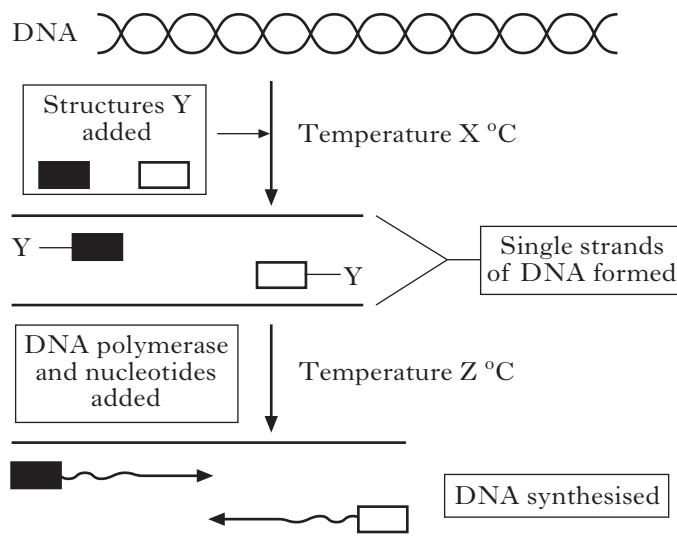 DNA
Structures Y
added
Temperature X °C
Y
Y
Single strands
of DNA formed
DNA polymerase
and nucleotides
added
Temperature Z °C
DNA synthesised